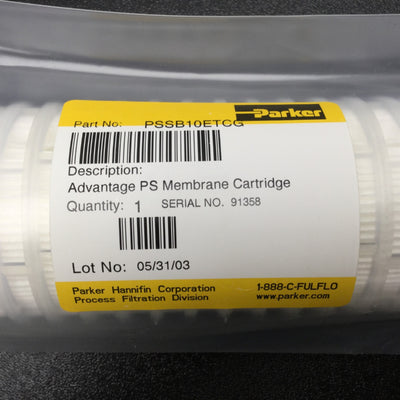 Parker
Part No: PSSB10ETCG
Description:
Advantage PS Membrane Cartridge
Quantity: 1 SERIAL NO. 91358
Lot No: 05/31/03
Parker Hannifin Corporation 1-888-C-FULFLO
Process Filtration Division www.parker.com